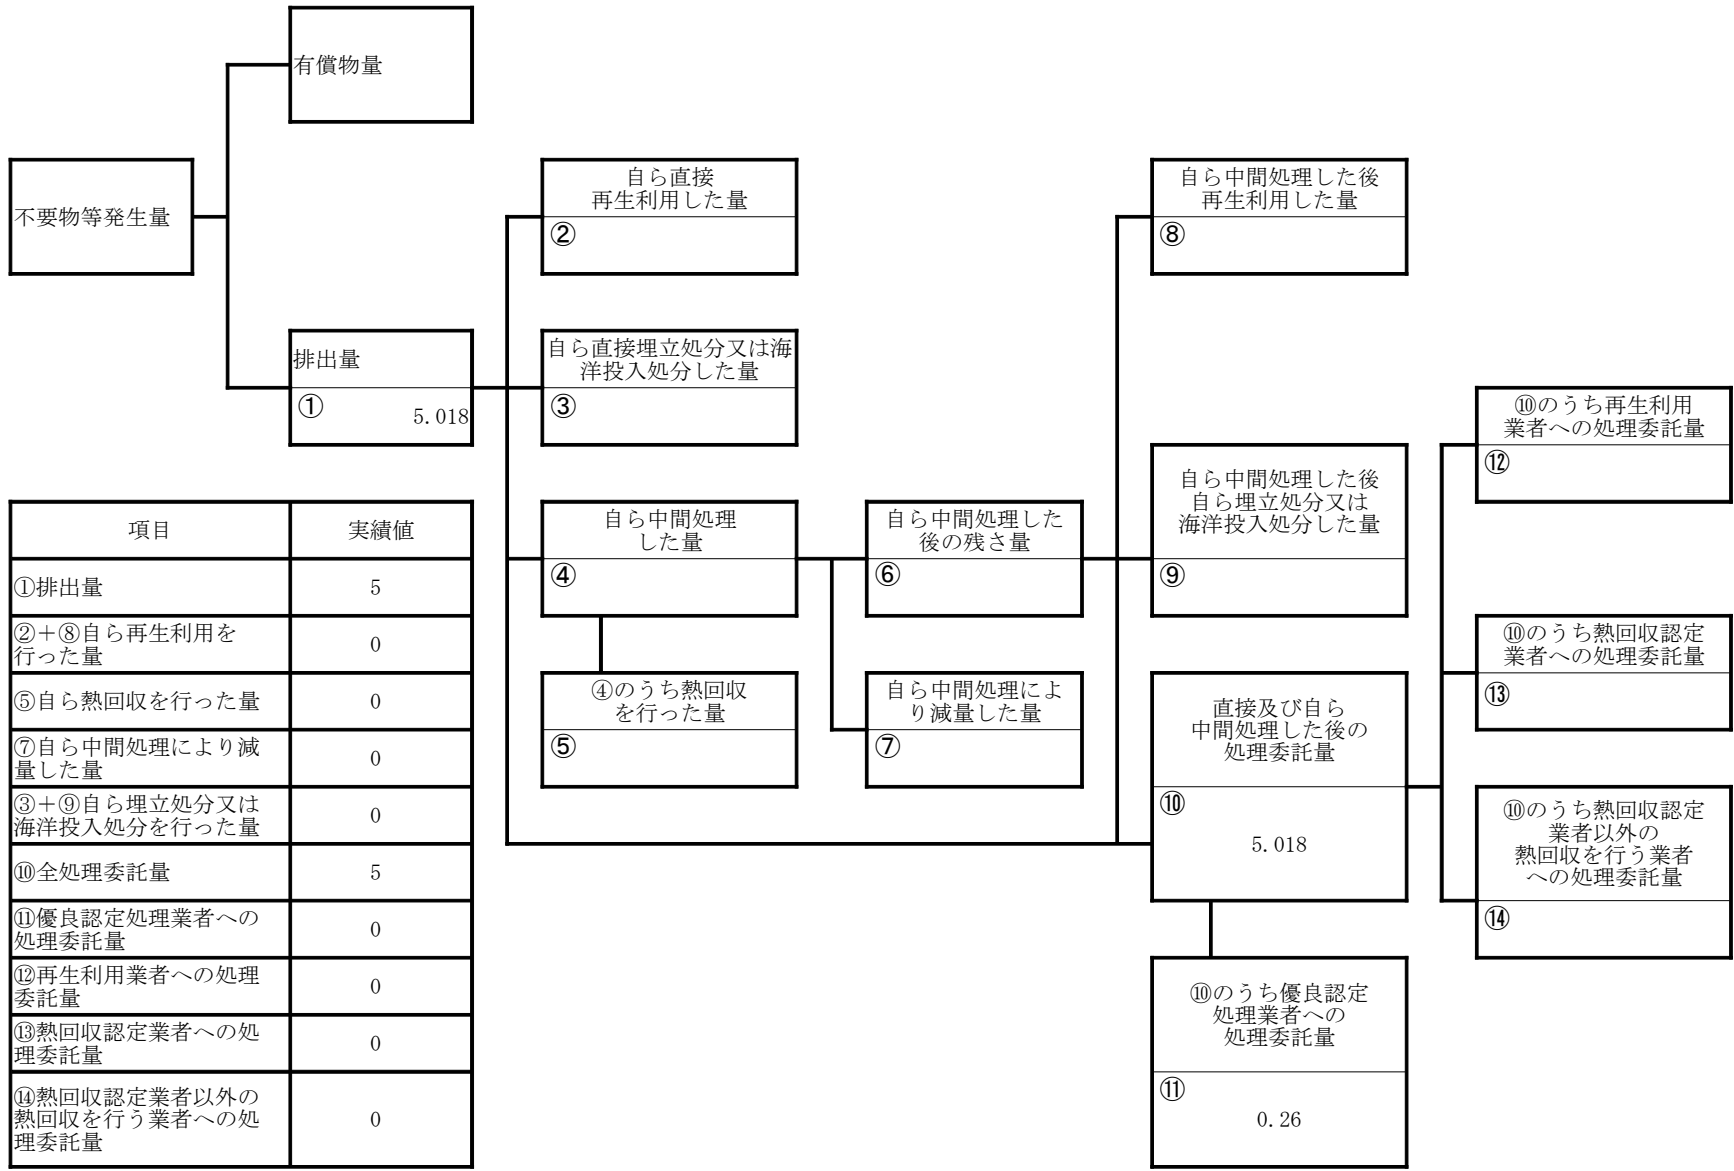 有償物量
不要物等発生量
自ら直接
再生利用した量
②
自ら中間処理した後
再生利用した量
⑧
排出量
①
5.018
自ら直接埋立処分又は海
洋投入処分した量
③
⑩のうち再生利用
業者への処理委託量
⑫
自ら中間処理
した量
④
自ら中間処理した
後の残さ量
⑥
自ら中間処理した後
自ら埋立処分又は
海洋投入処分した量
⑨
④のうち熱回収
を行った量
⑤
自ら中間処理によ
り減量した量
⑦
直接及び自ら
中間処理した後の
処理委託量
⑩
5.018
⑩のうち熱回収認定
業者への処理委託量
⑬
⑩のうち熱回収認定
業者以外の
熱回収を行う業者
への処理委託量
⑭
⑩のうち優良認定
処理業者への
処理委託量
⑪
0.26
項目 実績値
①排出量 5
②＋⑧自ら再生利用を
行った量 0
⑤自ら熱回収を行った量 0
⑦自ら中間処理により減
量した量 0
③＋⑨自ら埋立処分又は
海洋投入処分を行った量 0
⑩全処理委託量 5
⑪優良認定処理業者への
処理委託量 0
⑫再生利用業者への処理
委託量 0
⑬熱回収認定業者への処
理委託量 0
⑭熱回収認定業者以外の
熱回収を行う業者への処 0
理委託量